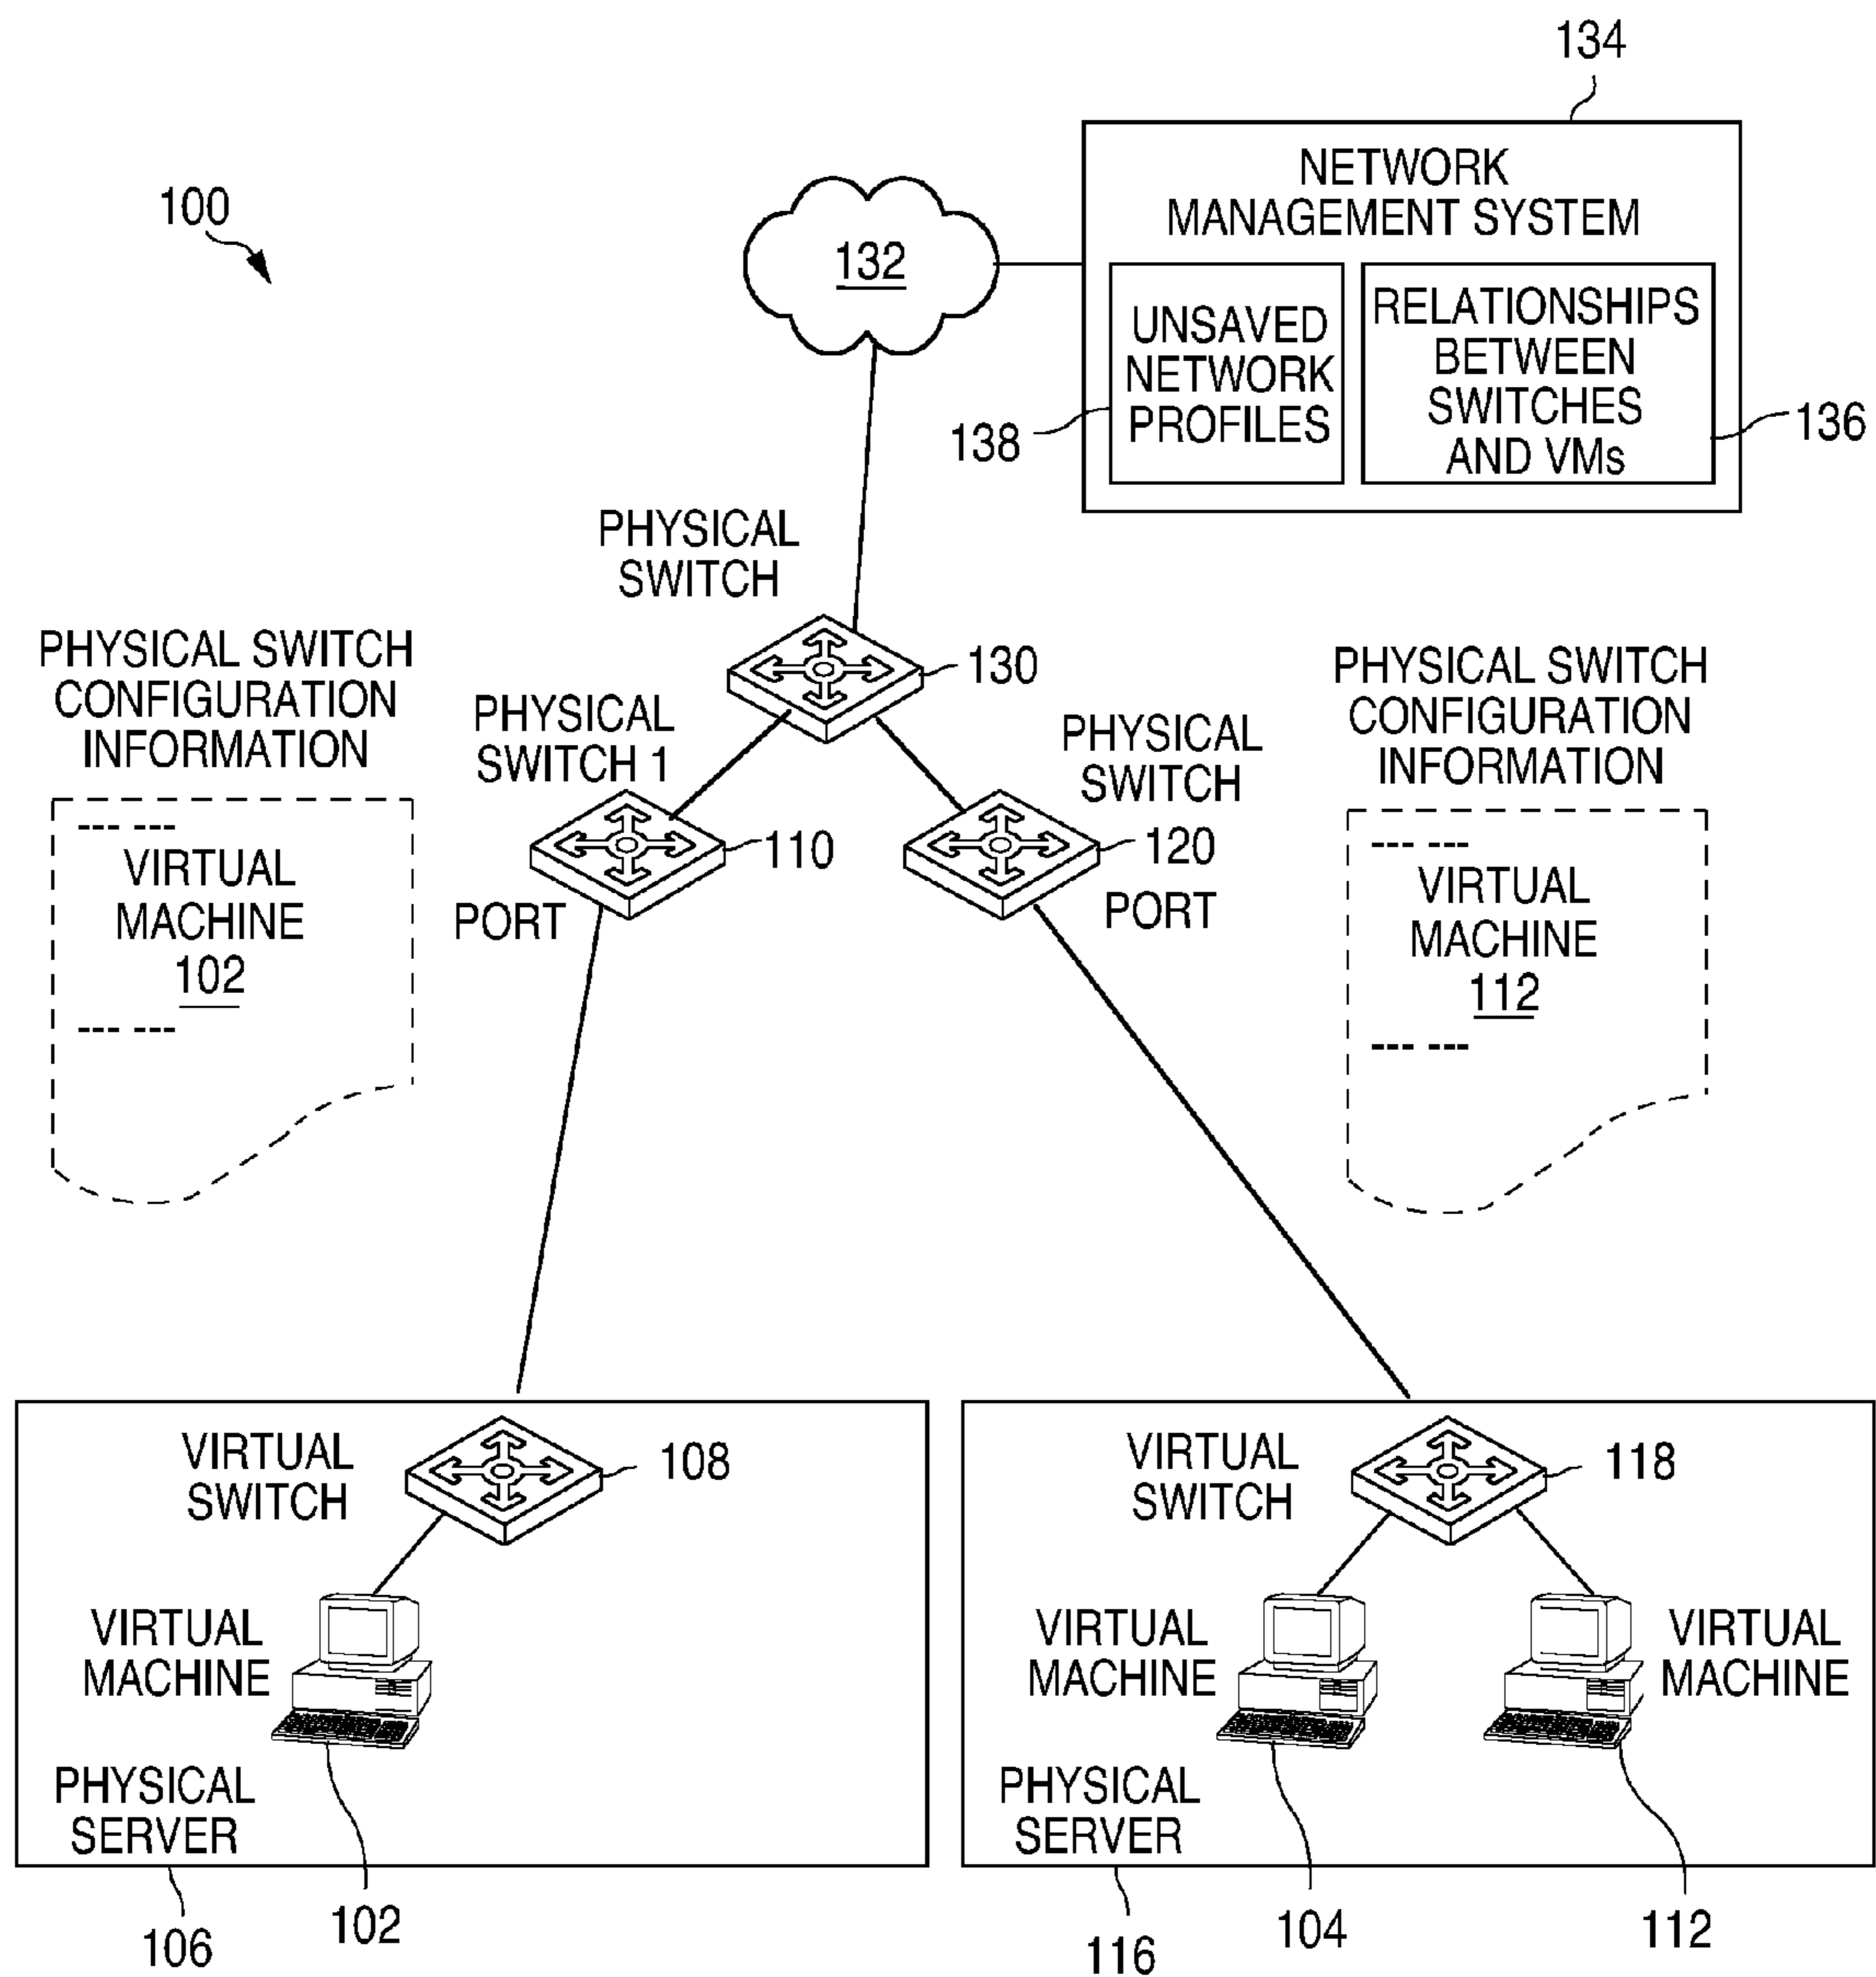 134
NETWORK
MANAGEMENT SYSTEM
100
132
UNSAVED
NETWORK
PROFILES
RELATIONSHIPS
BETWEEN
SWITCHES
AND VMs
138
136
PHYSICAL
SWITCH
130
PHYSICAL SWITCH
CONFIGURATION
INFORMATION
PHYSICAL
SWITCH 1
PHYSICAL
SWITCH
PHYSICAL SWITCH
CONFIGURATION
INFORMATION
110
120
PORT
PORT
--- ---
VIRTUAL
MACHINE
102
--- ---
--- ---
VIRTUAL
MACHINE
112
--- ---
VIRTUAL
SWITCH
108
VIRTUAL
MACHINE
PHYSICAL
SERVER
106
102
VIRTUAL
SWITCH
118
VIRTUAL
MACHINE
VIRTUAL
MACHINE
PHYSICAL
SERVER
116
104
112